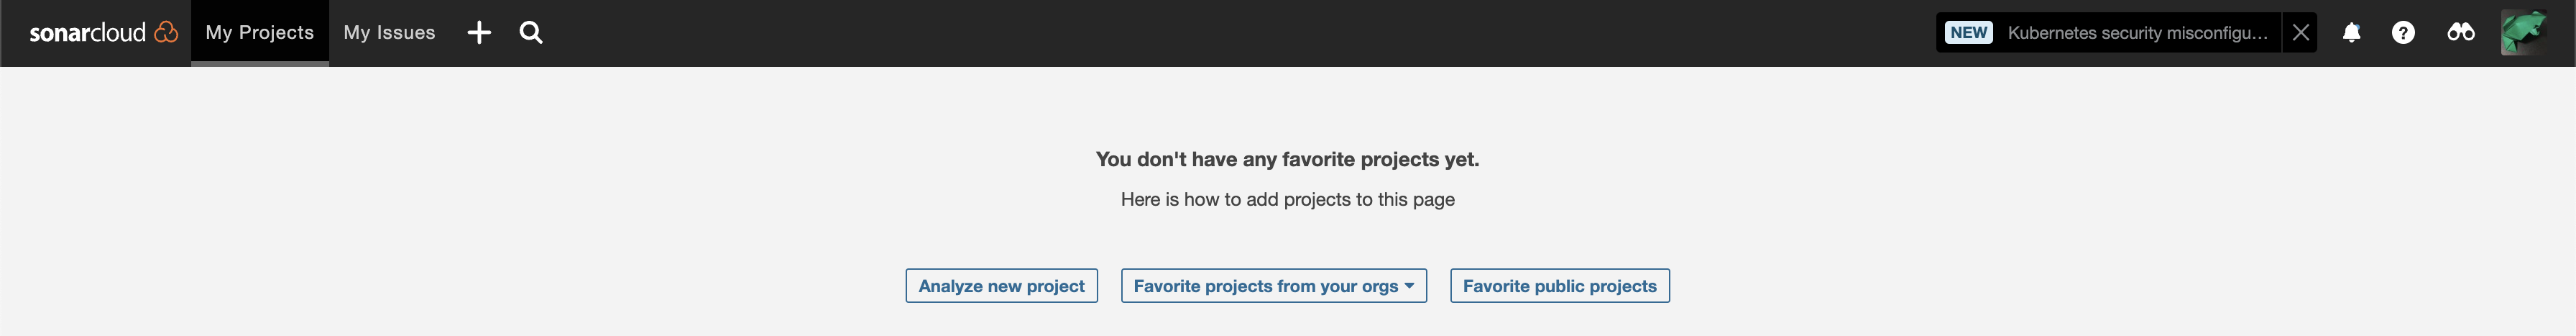 sonarcloud My Projects My Issues NEW Kubernetes security misconfigu... ?
You don't have any favorite projects yet.
Here is how to add projects to this page
Analyze new project Favorite projects from your orgs Favorite public projects